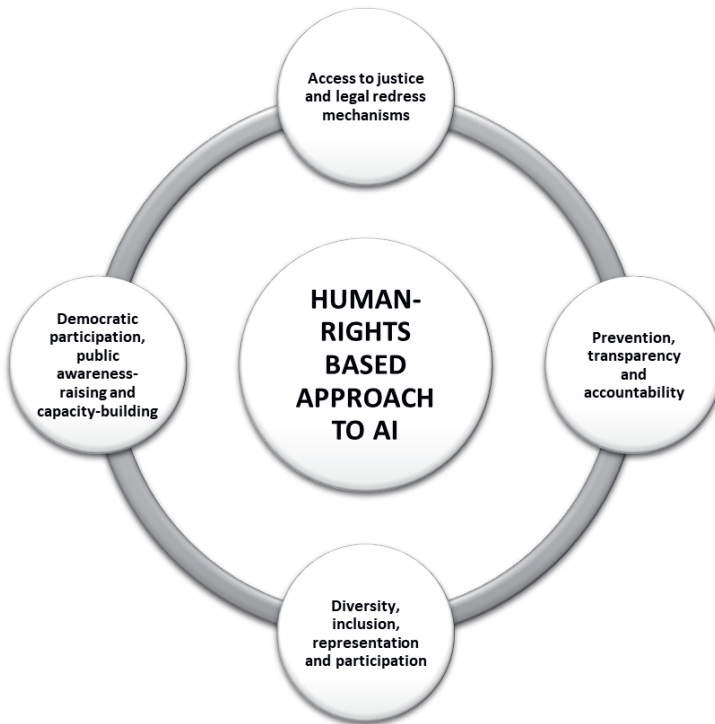 Access to justice
and legal redress
mechanisms
Democratic
participation,
public
awareness-
raising and
capacity-building
HUMAN-
RIGHTS
BASED
APPROACH
TO AI
Prevention,
transparency
and
accountability
Diversity,
inclusion,
representation
and participation